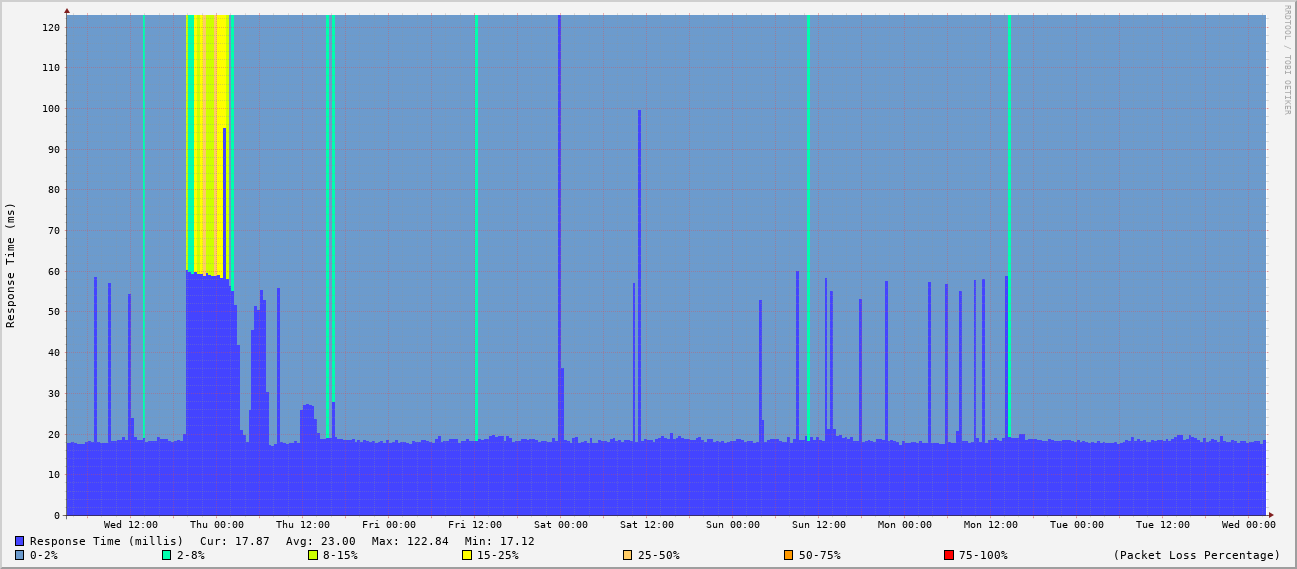 RRDTOOL / TOBI OETIKER
Response Time (ms)
120
110
100
90
80
70
60
50
40
30
20
10
0
Wed 12:00 Thu 00:00 Thu 12:00 Fri 00:00 Fri 12:00 Sat 00:00 Sat 12:00 Sun 00:00 Sun 12:00 Mon 00:00 Mon 12:00 Tue 00:00 Tue 12:00 Wed 00:00
Response Time (millis) Cur: 17.87 Avg: 23.00 Max: 122.84 Min: 17.12
0-2% 2-8% 8-15% 15-25% 25-50% 50-75% 75-100% (Packet Loss Percentage)